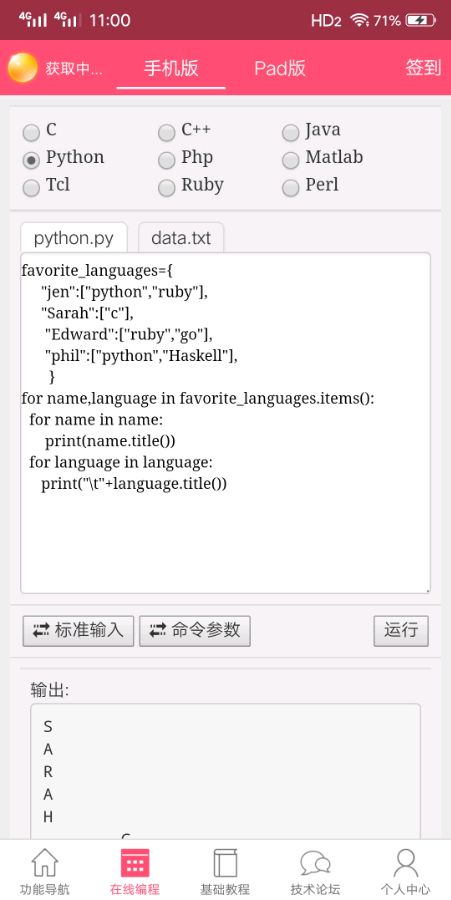 4G 4G 11:00 HD2 71%
获取中... 手机版 Pad版 签到
C C++ Java
Python Php Matlab
Tcl Ruby Perl
python.py data.txt
favorite_languages={
"jen":["python","ruby"],
"Sarah":["c"],
"Edward":["ruby","go"],
"phil":["python","Haskell"],
}
for name,language in favorite_languages.items():
for name in name:
print(name.title())
for language in language:
print("\t"+language.title())
标准输入 命令参数 运行
输出:
S
A
R
A
H
C
功能导航 在线编程 基础教程 技术论坛 个人中心